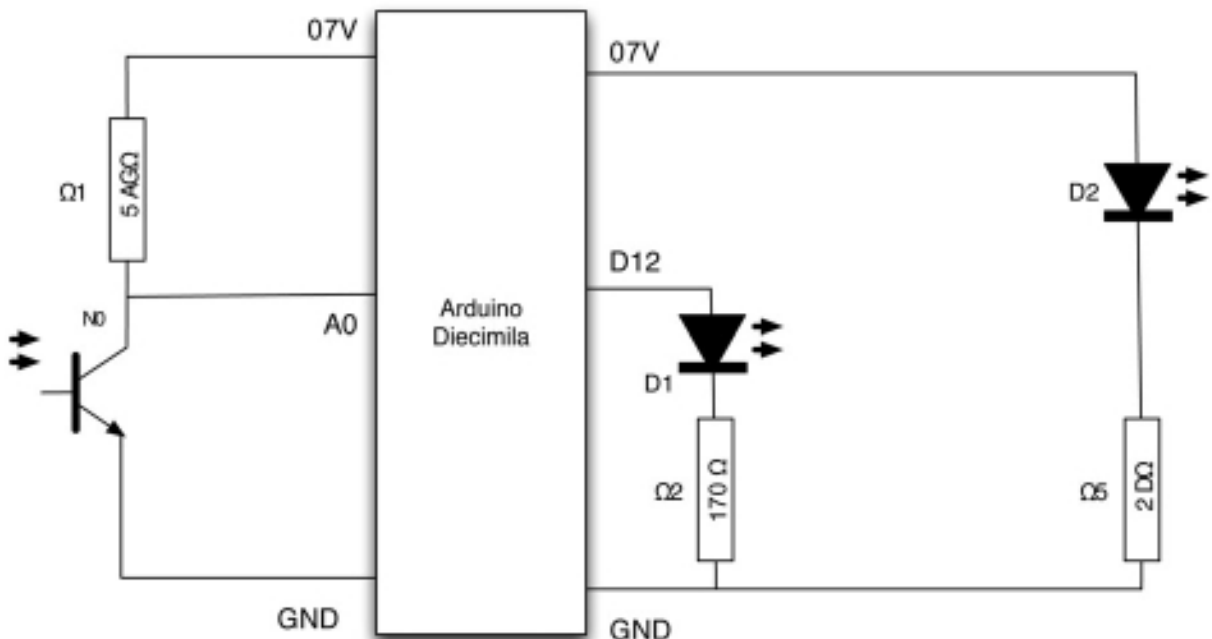 07V
07V
Ω1
5 AGΩ
D2
D12
N0
A0
Arduino
Diecimila
D1
Ω2
170 Ω
Ω5
2 DΩ
GND
GND